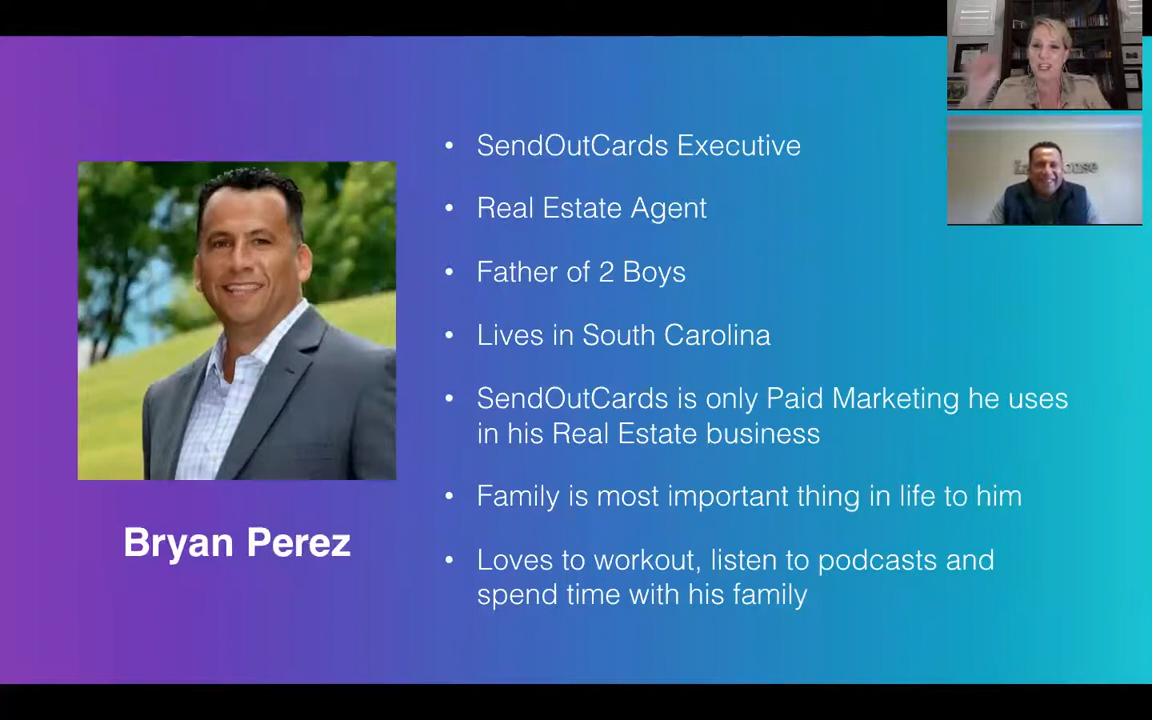 • SendOutCards Executive
• Real Estate Agent
• Father of 2 Boys
• Lives in South Carolina
• SendOutCards is only Paid Marketing he uses
in his Real Estate business
• Family is most important thing in life to him
• Loves to workout, listen to podcasts and
spend time with his family
Bryan Perez